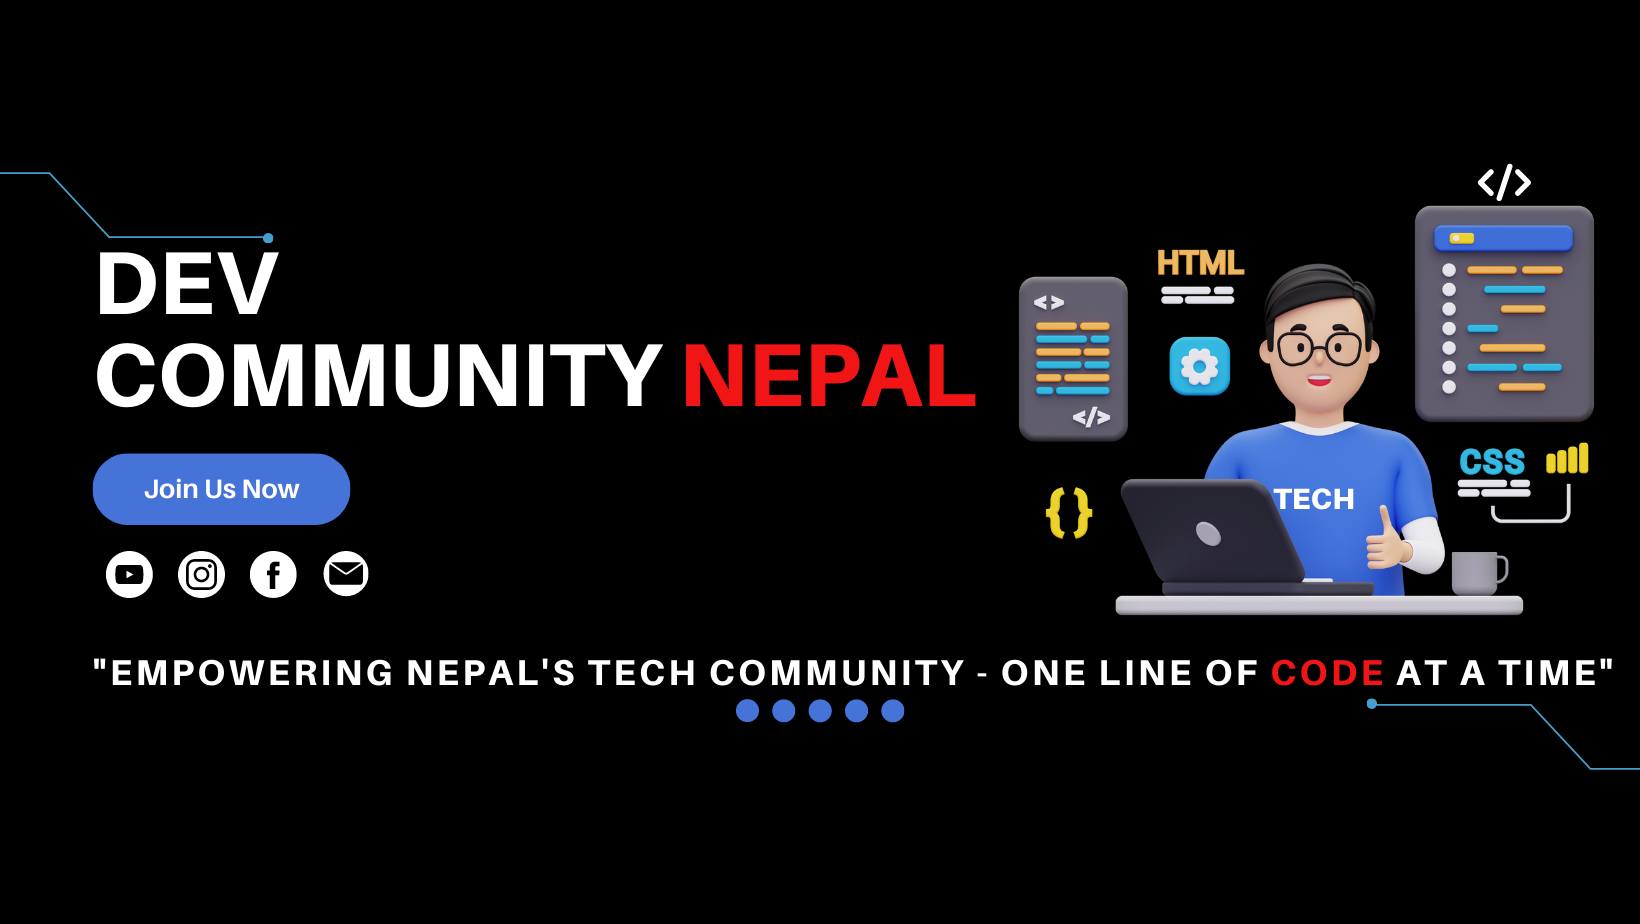 DEV
COMMUNITY NEPAL
Join Us Now
"EMPOWERING NEPAL'S TECH COMMUNITY - ONE LINE OF CODE AT A TIME"
</>
HTML
< >
</>
{ }
TECH
CSS